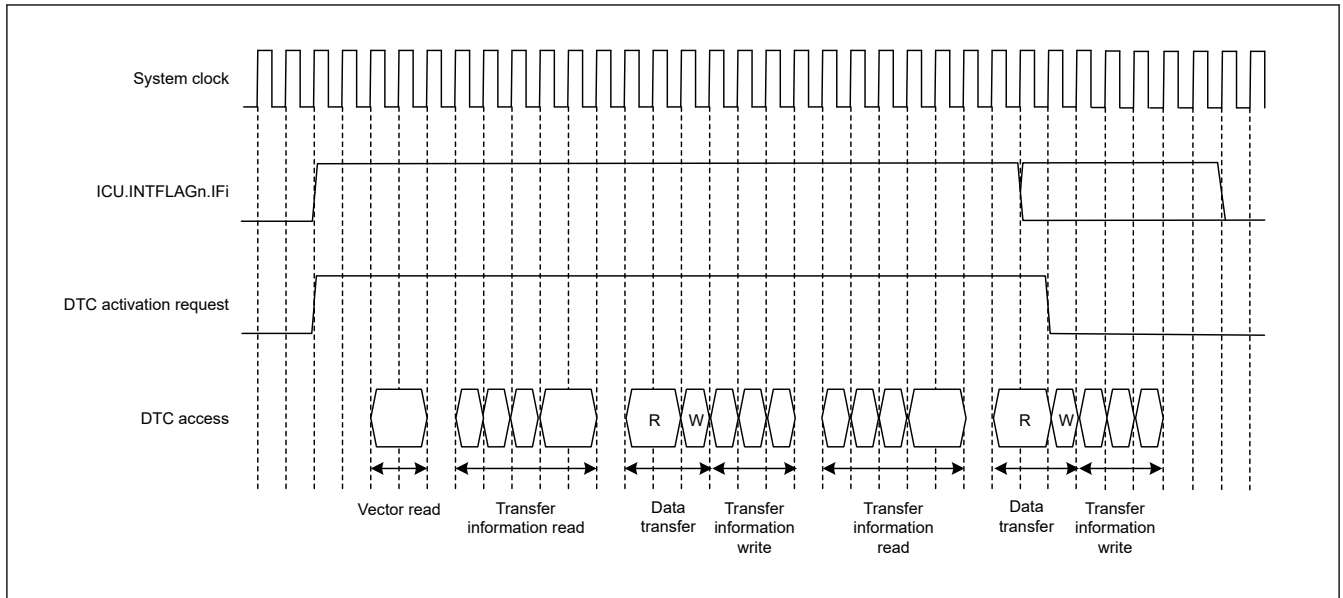 System clock
ICU.INTFLAGn.IFi
DTC activation request
DTC access
R
W
R
W
Vector read
Transfer
information read
Data
transfer
Transfer
information
write
Transfer
information
read
Data
transfer
Transfer
information
write